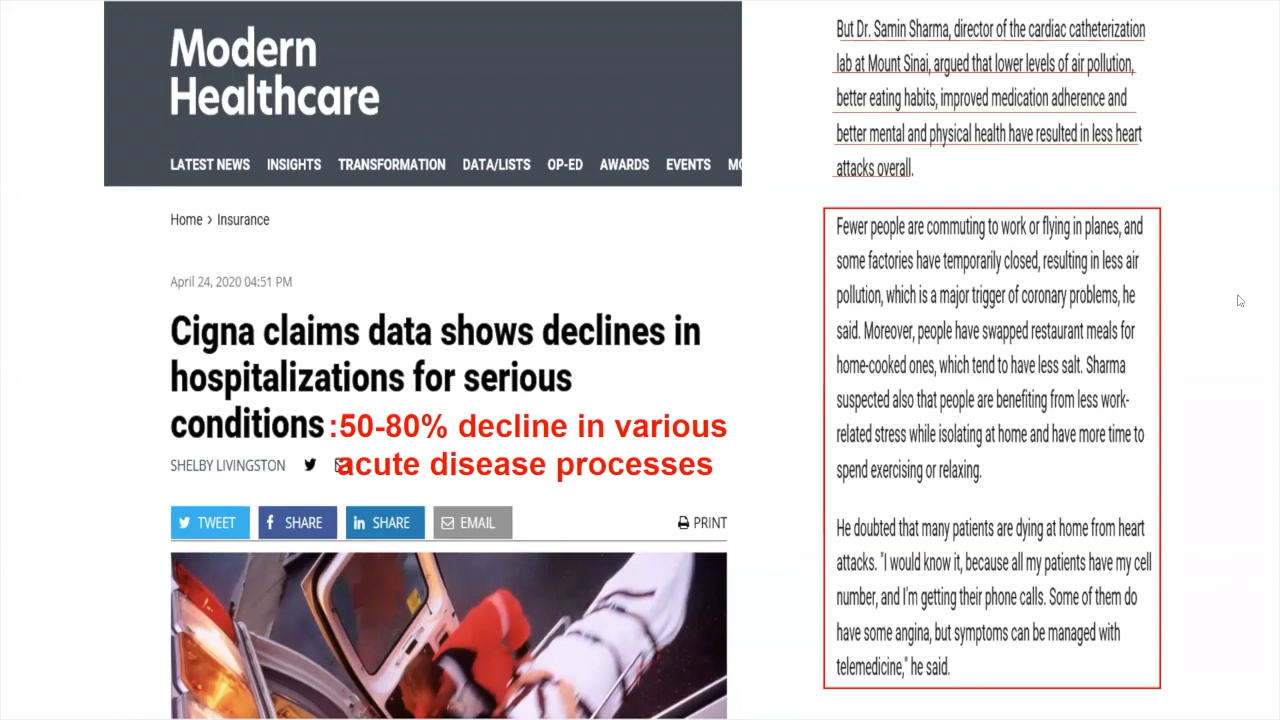 Modern
Healthcare
LATEST NEWS INSIGHTS TRANSFORMATION DATA/LISTS OP-ED AWARDS EVENTS
Home › Insurance
April 24, 2020 04:51 PM
Cigna claims data shows declines in
hospitalizations for serious
conditions :50-80% decline in various
acute disease processes
SHELBY LIVINGSTON
TWEET SHARE SHARE EMAIL PRINT
But Dr. Samin Sharma, director of the cardiac catheterization
lab at Mount Sinai, argued that lower levels of air pollution,
better eating habits, improved medication adherence and
better mental and physical health have resulted in less heart
attacks overall.
Fewer people are commuting to work or flying in planes, and
some factories have temporarily closed, resulting in less air
pollution, which is a major trigger of coronary problems, he
said. Moreover, people have swapped restaurant meals for
home-cooked ones, which tend to have less salt. Sharma
suspected also that people are benefiting from less work-
related stress while isolating at home and have more time to
spend exercising or relaxing.
He doubted that many patients are dying at home from heart
attacks. "I would know it, because all my patients have my cell
number, and I'm getting their phone calls. Some of them do
have some angina, but symptoms can be managed with
telemedicine," he said.